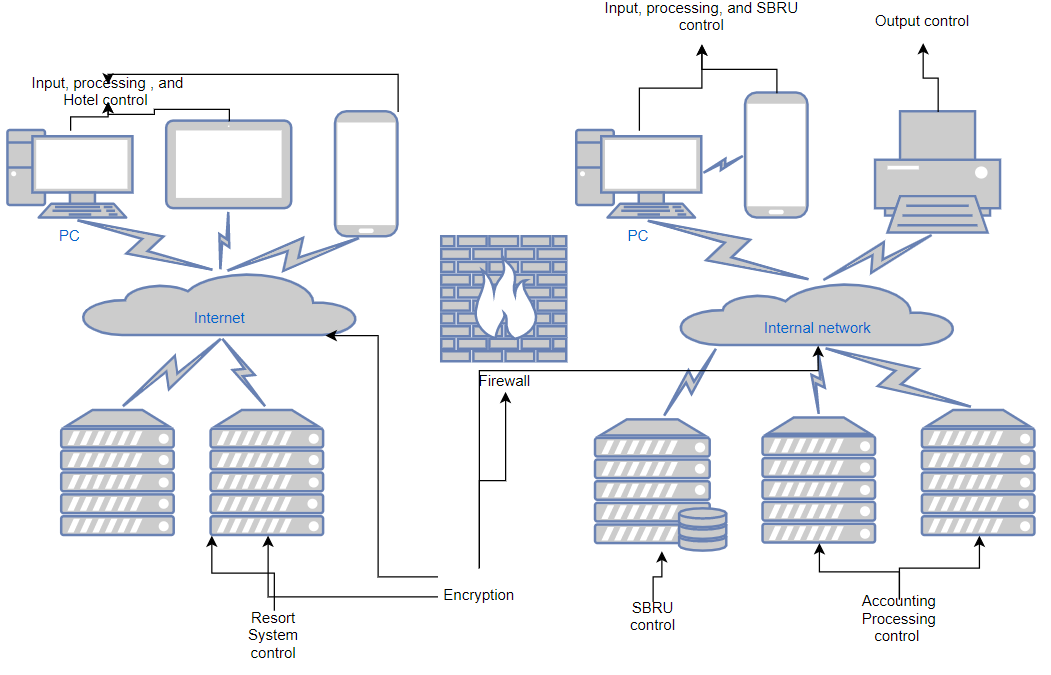 Input, processing, and SBRU
control
Output control
Input, processing , and
Hotel control
PC
PC
Internet
Internal network
Firewall
Encryption
Resort
System
control
SBRU
control
Accounting
Processing
control